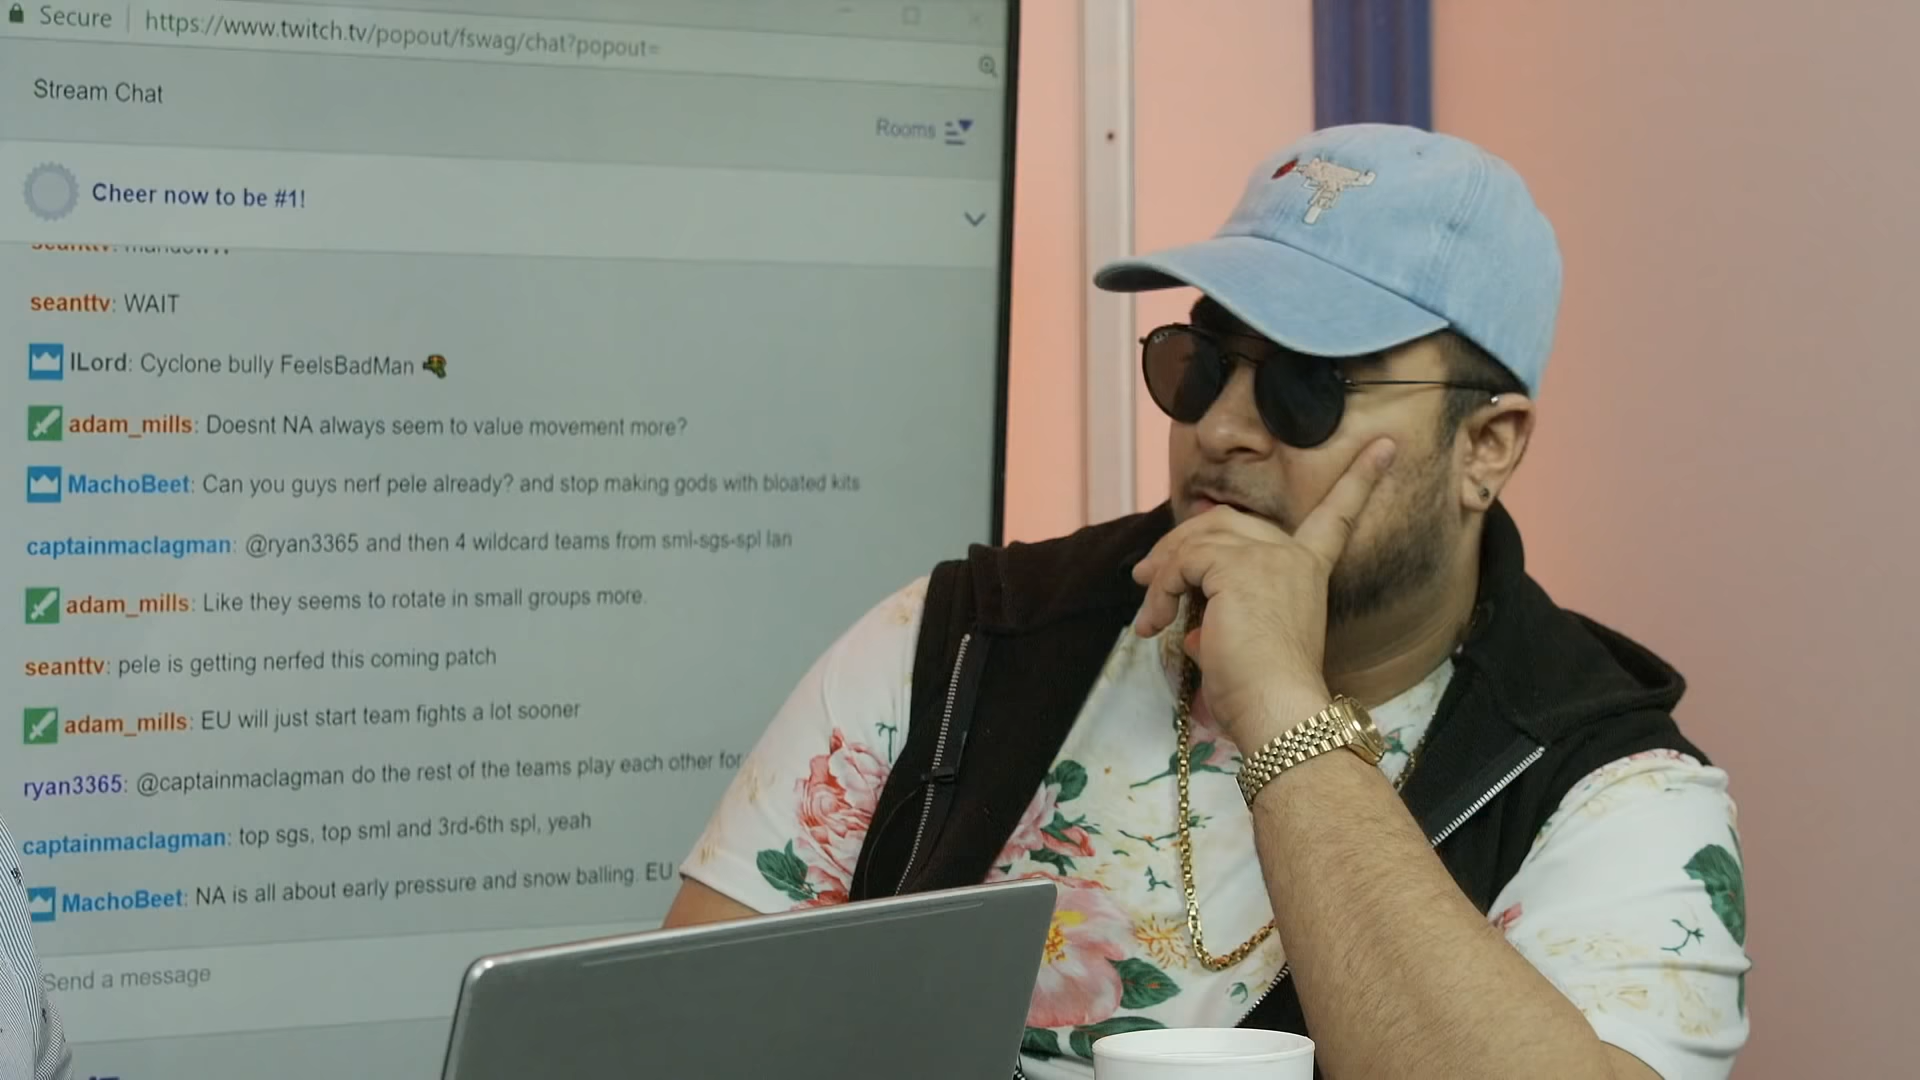 Secure https://www.twitch.tv/popout/fswag/chat?popout=
Stream Chat
Rooms
Cheer now to be #1!
seanttv:
seanttv: WAIT
ILord: Cyclone bully FeelsBadMan
adam_mills: Doesnt NA always seem to value movement more?
MachoBeet: Can you guys nerf pele already? and stop making gods with bloated kits
captainmaclagman: @ryan3365 and then 4 wildcard teams from sml-sgs-spl lan
adam_mills: Like they seems to rotate in small groups more.
seanttv: pele is getting nerfed this coming patch
adam_mills: EU will just start team fights a lot sooner
ryan3365: @captainmaclagman do the rest of the teams play each other for
captainmaclagman: top sgs, top sml and 3rd-6th spl, yeah
MachoBeet: NA is all about early pressure and snow balling. EU
Send a message